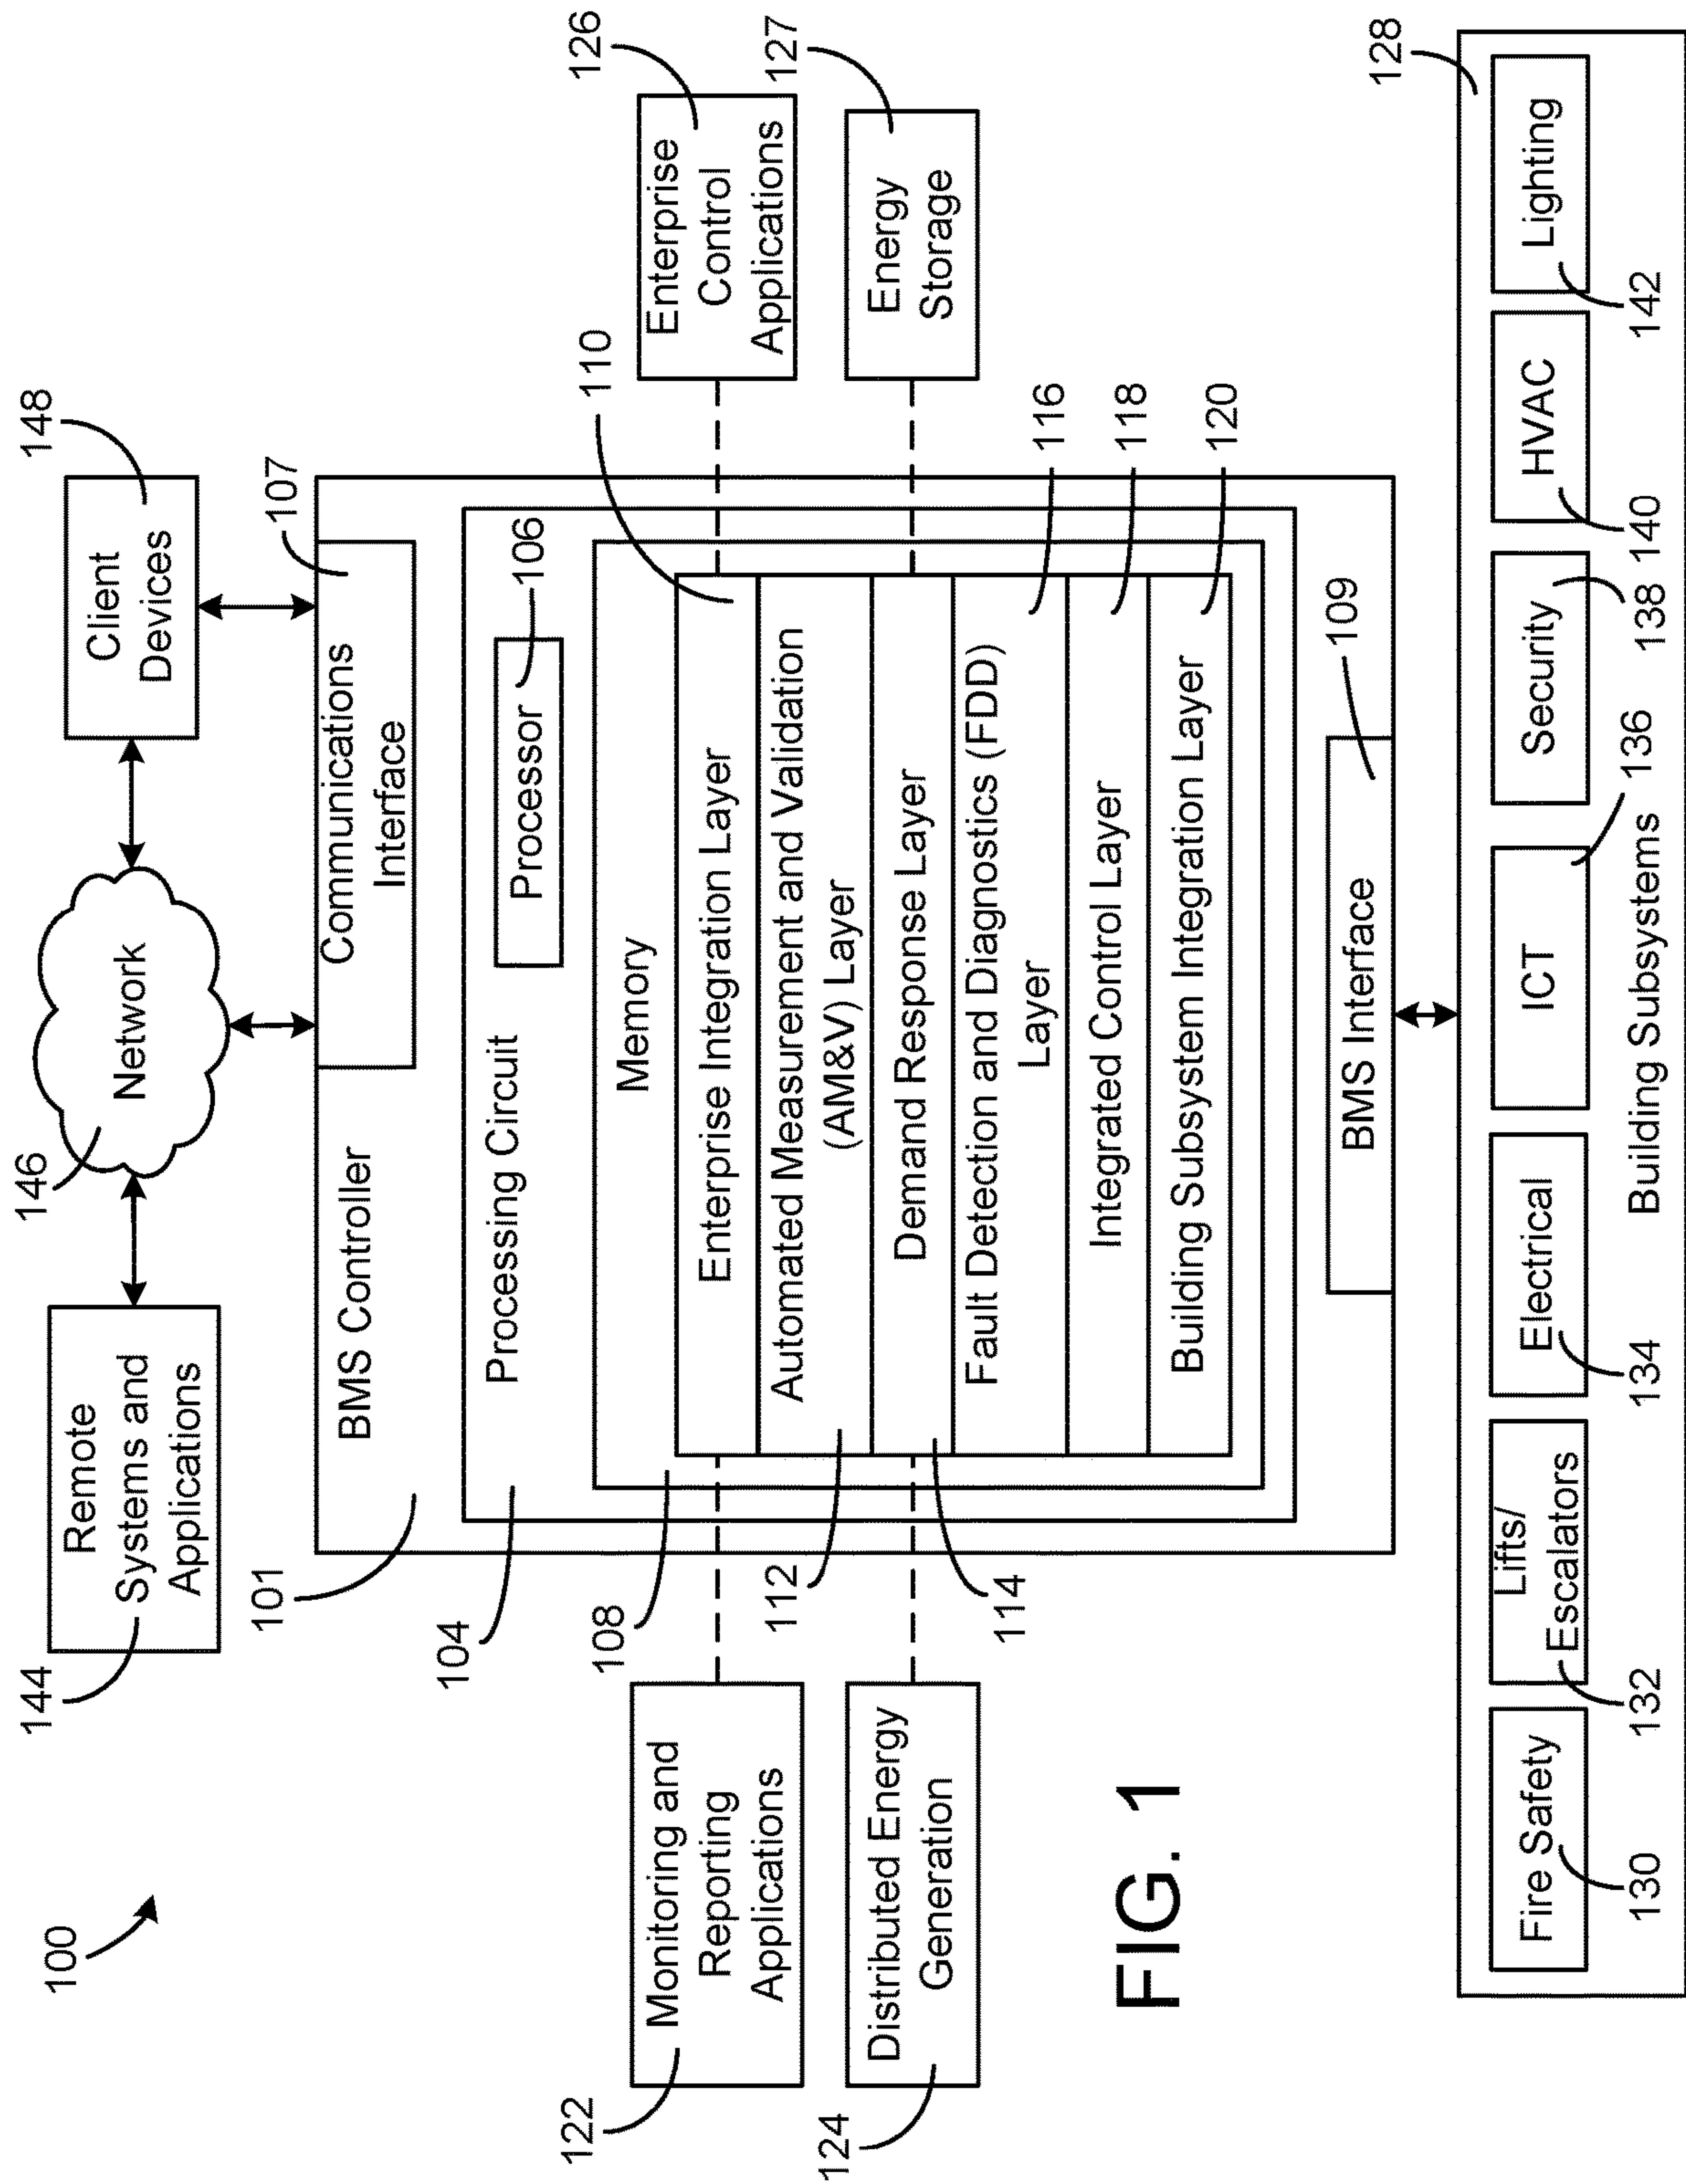 100
144
Remote
Systems and
Applications
146
Network
148
Client
Devices
101
BMS Controller
107
Communications
Interface
104
Processing Circuit
106
Processor
108
Memory
110
Enterprise Integration Layer
112
Automated Measurement and Validation
(AM&V) Layer
114
Demand Response Layer
116
Fault Detection and Diagnostics (FDD)
Layer
118
Integrated Control Layer
120
Building Subsystem Integration Layer
109
BMS Interface
122
Monitoring and
Reporting
Applications
124
Distributed Energy
Generation
126
Enterprise
Control
Applications
127
Energy
Storage
128
Fire Safety
130
Lifts/
Escalators
132
Electrical
134
ICT
136
Security
138
HVAC
140
Lighting
142
Building Subsystems
FIG. 1